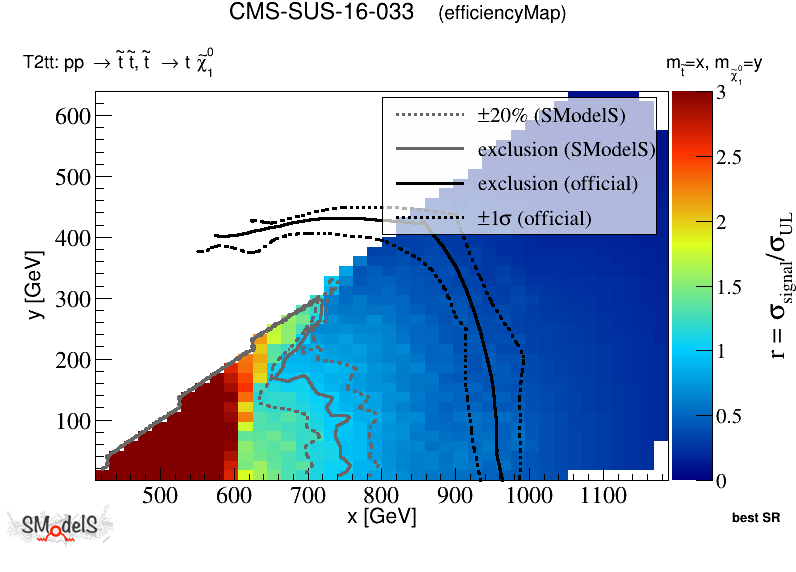 CMS-SUS-16-033 (efficiencyMap)
T2tt: pp → t̃ t̃, t̃ → t χ̃⁰₁
m_t̃=x, m_χ̃⁰₁=y
±20% (SModelS)
exclusion (SModelS)
exclusion (official)
±1σ (official)
600
500
400
300
200
100
y [GeV]
500 600 700 800 900 1000 1100
x [GeV]
3
2.5
2
1.5
1
0.5
0
r = σ_signal/σ_UL
best SR
SModelS